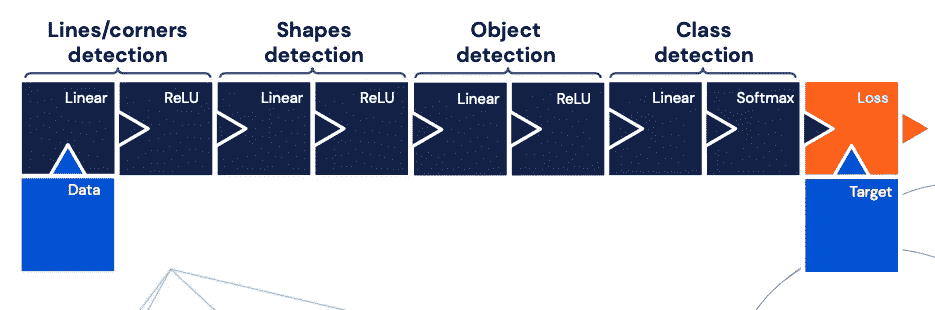 Lines/corners
detection
Shapes
detection
Object
detection
Class
detection
Linear
ReLU
Linear
ReLU
Linear
ReLU
Linear
Softmax
Loss
Data
Target